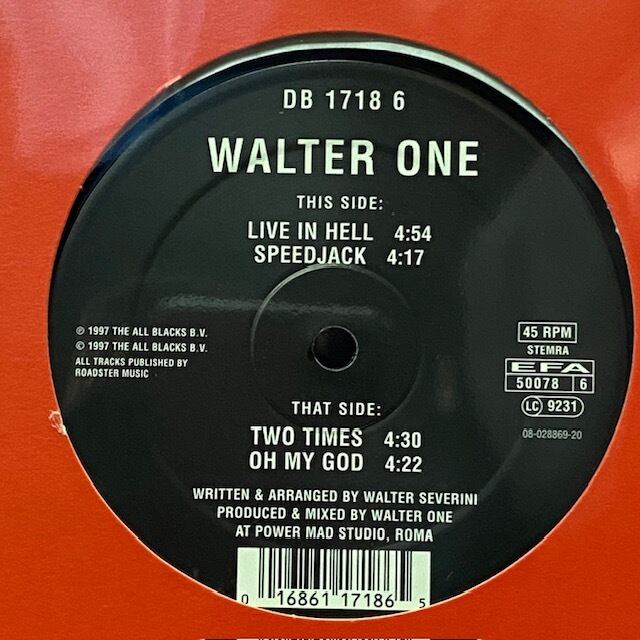 DB 1718 6
WALTER ONE
THIS SIDE:
LIVE IN HELL 4:54
SPEEDJACK 4:17
℗ 1997 THE ALL BLACKS B.V.
© 1997 THE ALL BLACKS B.V.
ALL TRACKS PUBLISHED BY
ROADSTER MUSIC
45 RPM
STEMRA
EFA
50078 6
LC 9231
08-028869-20
THAT SIDE:
TWO TIMES 4:30
OH MY GOD 4:22
WRITTEN & ARRANGED BY WALTER SEVERINI
PRODUCED & MIXED BY WALTER ONE
AT POWER MAD STUDIO, ROMA
0 16861 17186 5